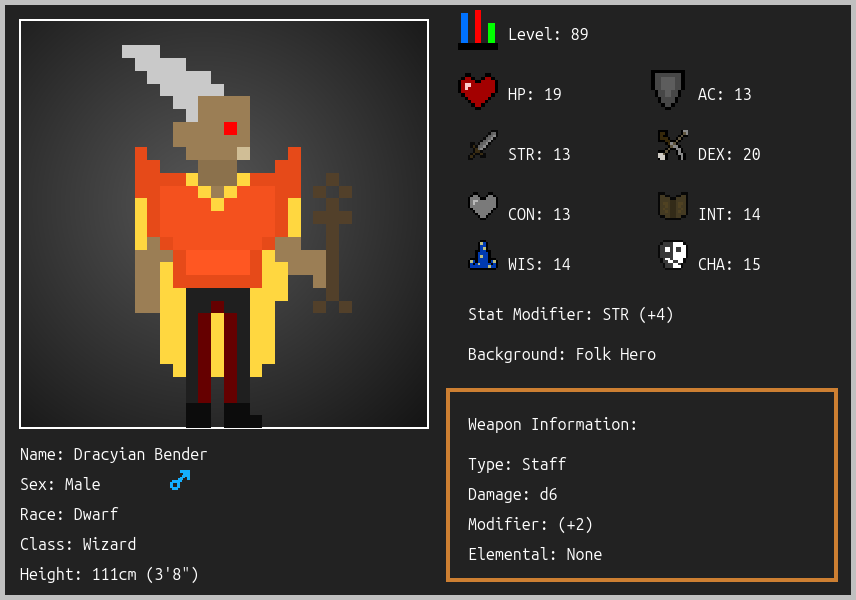 Level: 89
HP: 19
AC: 13
STR: 13
DEX: 20
CON: 13
INT: 14
WIS: 14
CHA: 15
Stat Modifier: STR (+4)
Background: Folk Hero
Weapon Information:
Type: Staff
Damage: d6
Modifier: (+2)
Elemental: None
Name: Dracyian Bender
Sex: Male
Race: Dwarf
Class: Wizard
Height: 111cm (3'8")